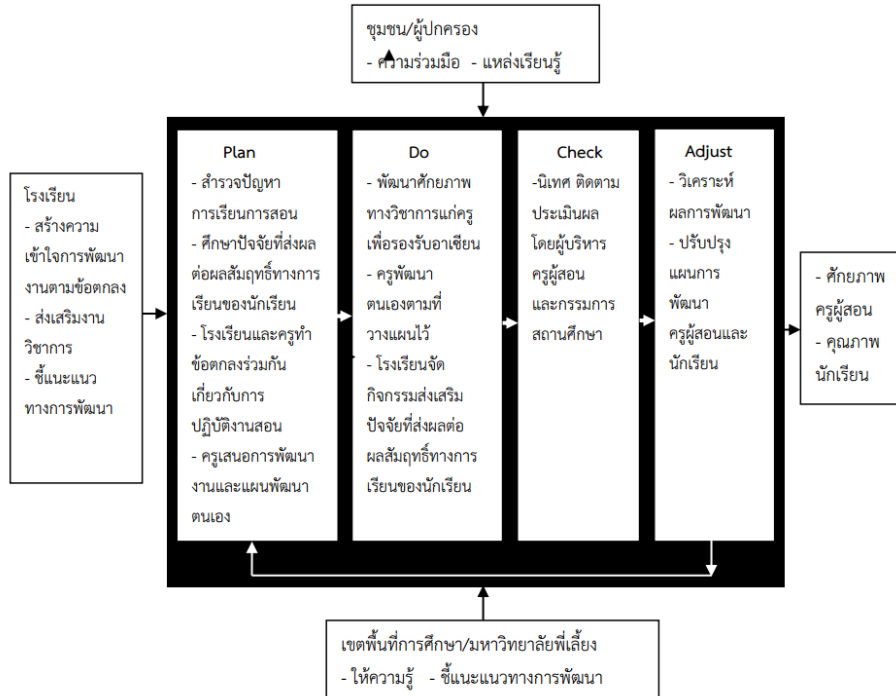 ชุมชน/ผู้ปกครอง
- ความร่วมมือ - แหล่งเรียนรู้
โรงเรียน
- สร้างความ
เข้าใจการพัฒนา
งานตามข้อตกลง
- ส่งเสริมงาน
วิชาการ
- ชี้แนะแนว
ทางการพัฒนา
Plan
- สำรวจปัญหา
การเรียนการสอน
- ศึกษาปัจจัยที่ส่งผล
ต่อผลสัมฤทธิ์ทางการ
เรียนของนักเรียน
- โรงเรียนและครูทำ
ข้อตกลงร่วมกัน
เกี่ยวกับการ
ปฏิบัติงานสอน
- ครูเสนอการพัฒนา
งานและแผนพัฒนา
ตนเอง
Do
- พัฒนาศักยภาพ
ทางวิชาการแก่ครู
เพื่อรองรับอาเซียน
- ครูพัฒนา
ตนเองตามที่
วางแผนไว้
- โรงเรียนจัด
กิจกรรมส่งเสริม
ปัจจัยที่ส่งผลต่อ
ผลสัมฤทธิ์ทางการ
เรียนของนักเรียน
Check
-นิเทศ ติดตาม
ประเมินผล
โดยผู้บริหาร
ครูผู้สอน
และกรรมการ
สถานศึกษา
Adjust
- วิเคราะห์
ผลการพัฒนา
- ปรับปรุง
แผนการ
พัฒนา
ครูผู้สอนและ
นักเรียน
- ศักยภาพ
ครูผู้สอน
- คุณภาพ
นักเรียน
เขตพื้นที่การศึกษา/มหาวิทยาลัยพี่เลี้ยง
- ให้ความรู้ - ชี้แนะแนวทางการพัฒนา